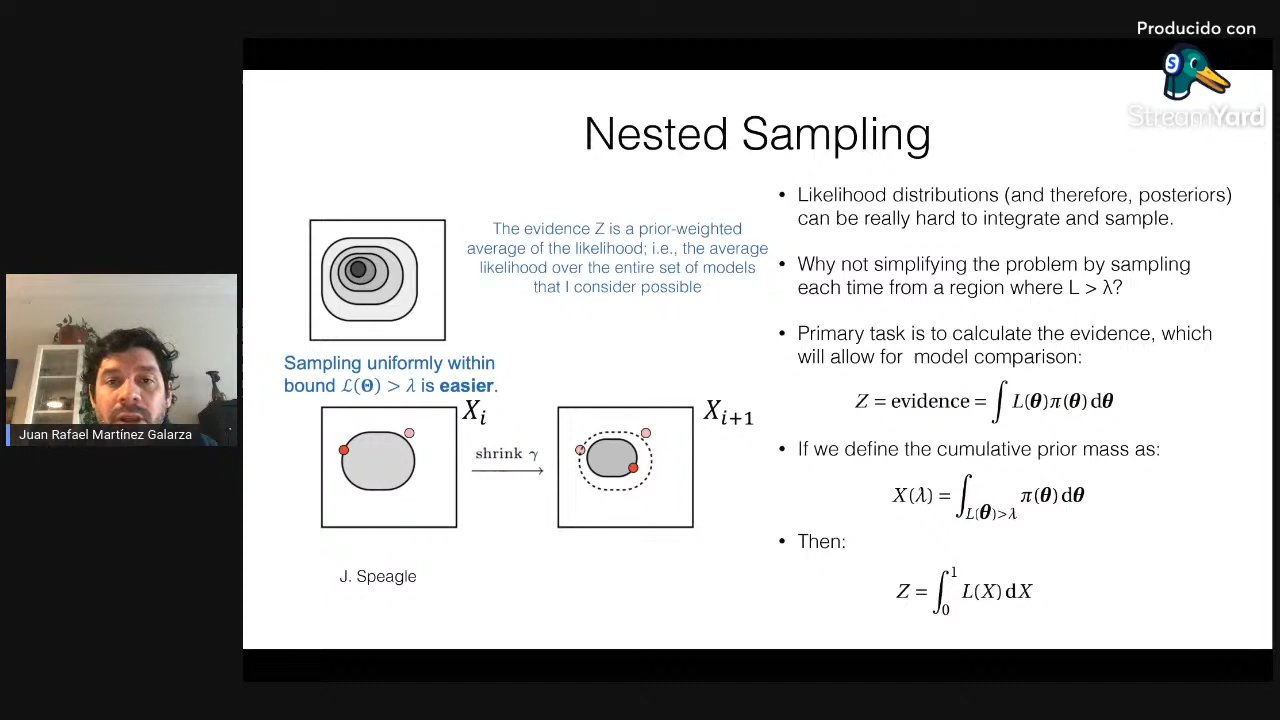 Producido con
S
StreamYard
Nested Sampling
The evidence Z is a prior-weighted
average of the likelihood; i.e., the average
likelihood over the entire set of models
that I consider possible
Sampling uniformly within
bound ℒ(Θ) > λ is easier.
X_i
shrink γ
X_{i+1}
J. Speagle
• Likelihood distributions (and therefore, posteriors)
can be really hard to integrate and sample.
• Why not simplifying the problem by sampling
each time from a region where L > λ?
• Primary task is to calculate the evidence, which
will allow for model comparison:
Z = evidence = ∫ L(θ)π(θ) dθ
• If we define the cumulative prior mass as:
X(λ) = ∫_{L(θ)>λ} π(θ) dθ
• Then:
Z = ∫_0^1 L(X) dX
Juan Rafael Martínez Galarza